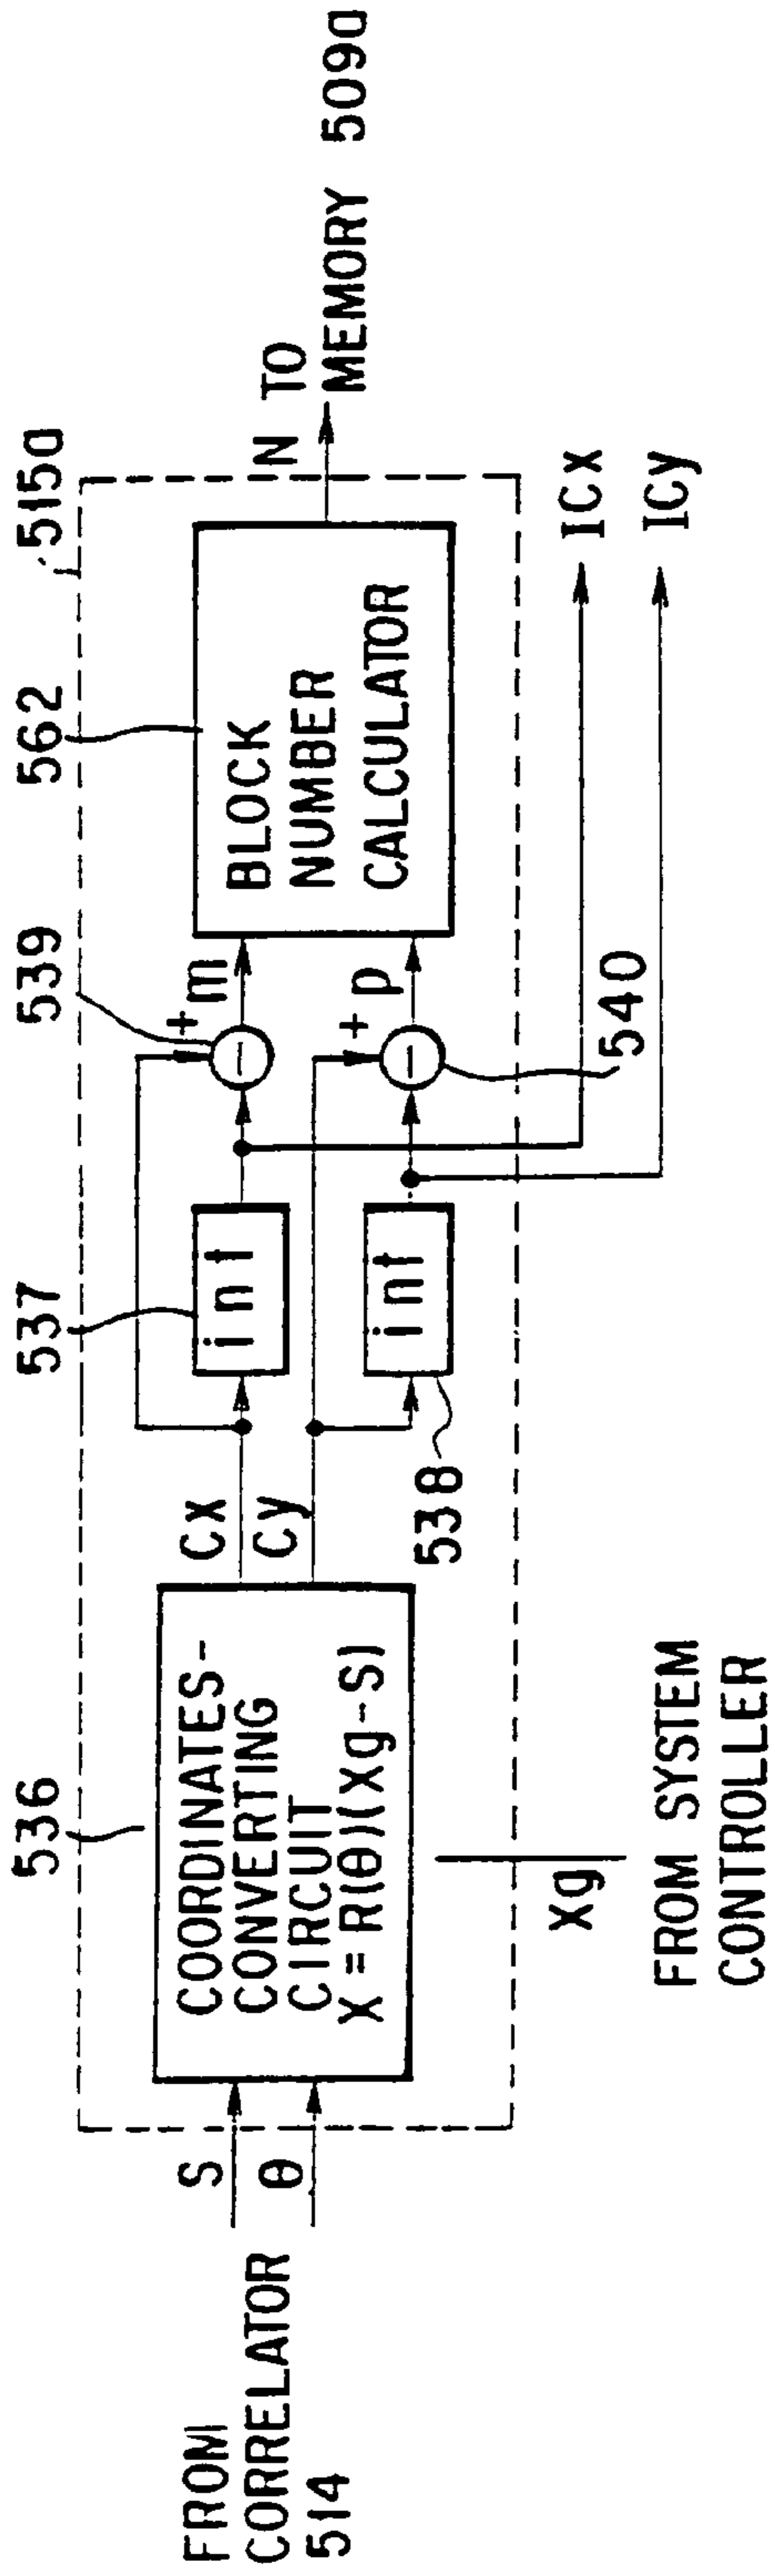 FROM
CORRELATOR
514
S
θ
536
COORDINATES-
CONVERTING
CIRCUIT
X = R(θ)(Xg-S)
Xg
FROM SYSTEM
CONTROLLER
Cx
Cy
537
int
int
538
539
+
−
m
+
−
p
540
562
BLOCK
NUMBER
CALCULATOR
515a
N
TO
MEMORY 509a
ICx
ICy